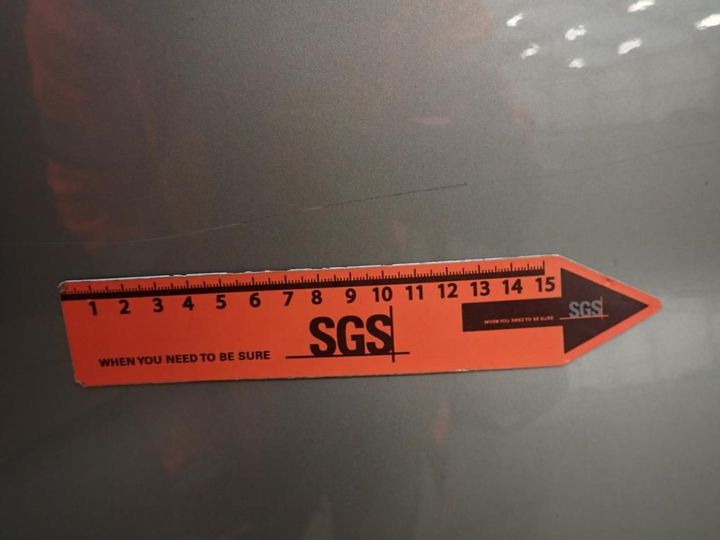 1 2 3 4 5 6 7 8 9 10 11 12 13 14 15
WHEN YOU NEED TO BE SURE
SGS
WHEN YOU NEED TO BE SURE
SGS